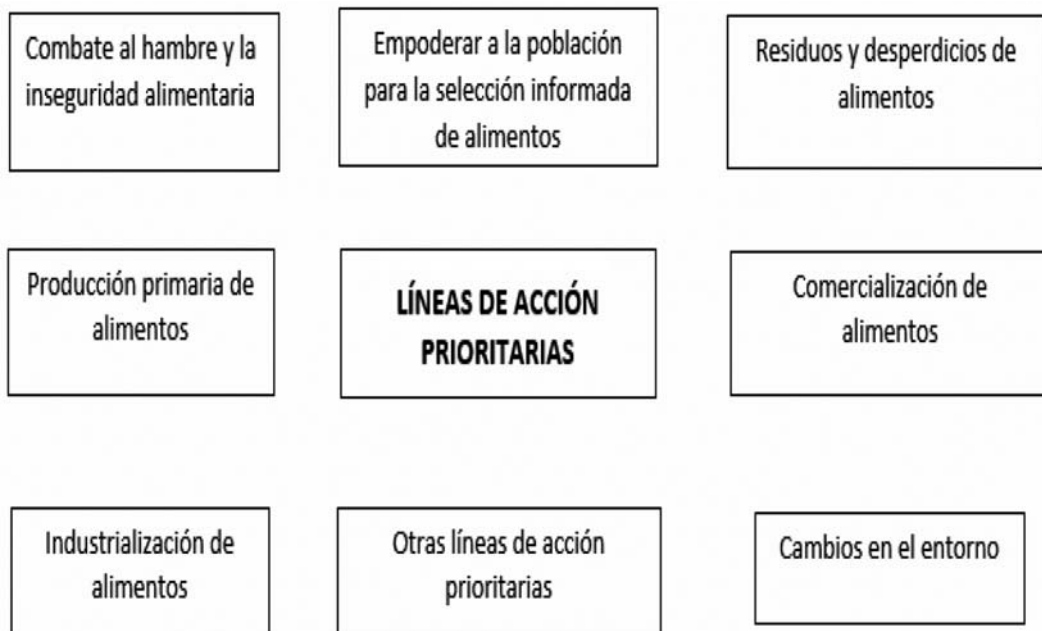 Combate al hambre y la
inseguridad alimentaria
Empoderar a la población
para la selección informada
de alimentos
Residuos y desperdicios de
alimentos
Producción primaria de
alimentos
LÍNEAS DE ACCIÓN
PRIORITARIAS
Comercialización de
alimentos
Industrialización de
alimentos
Otras líneas de acción
prioritarias
Cambios en el entorno